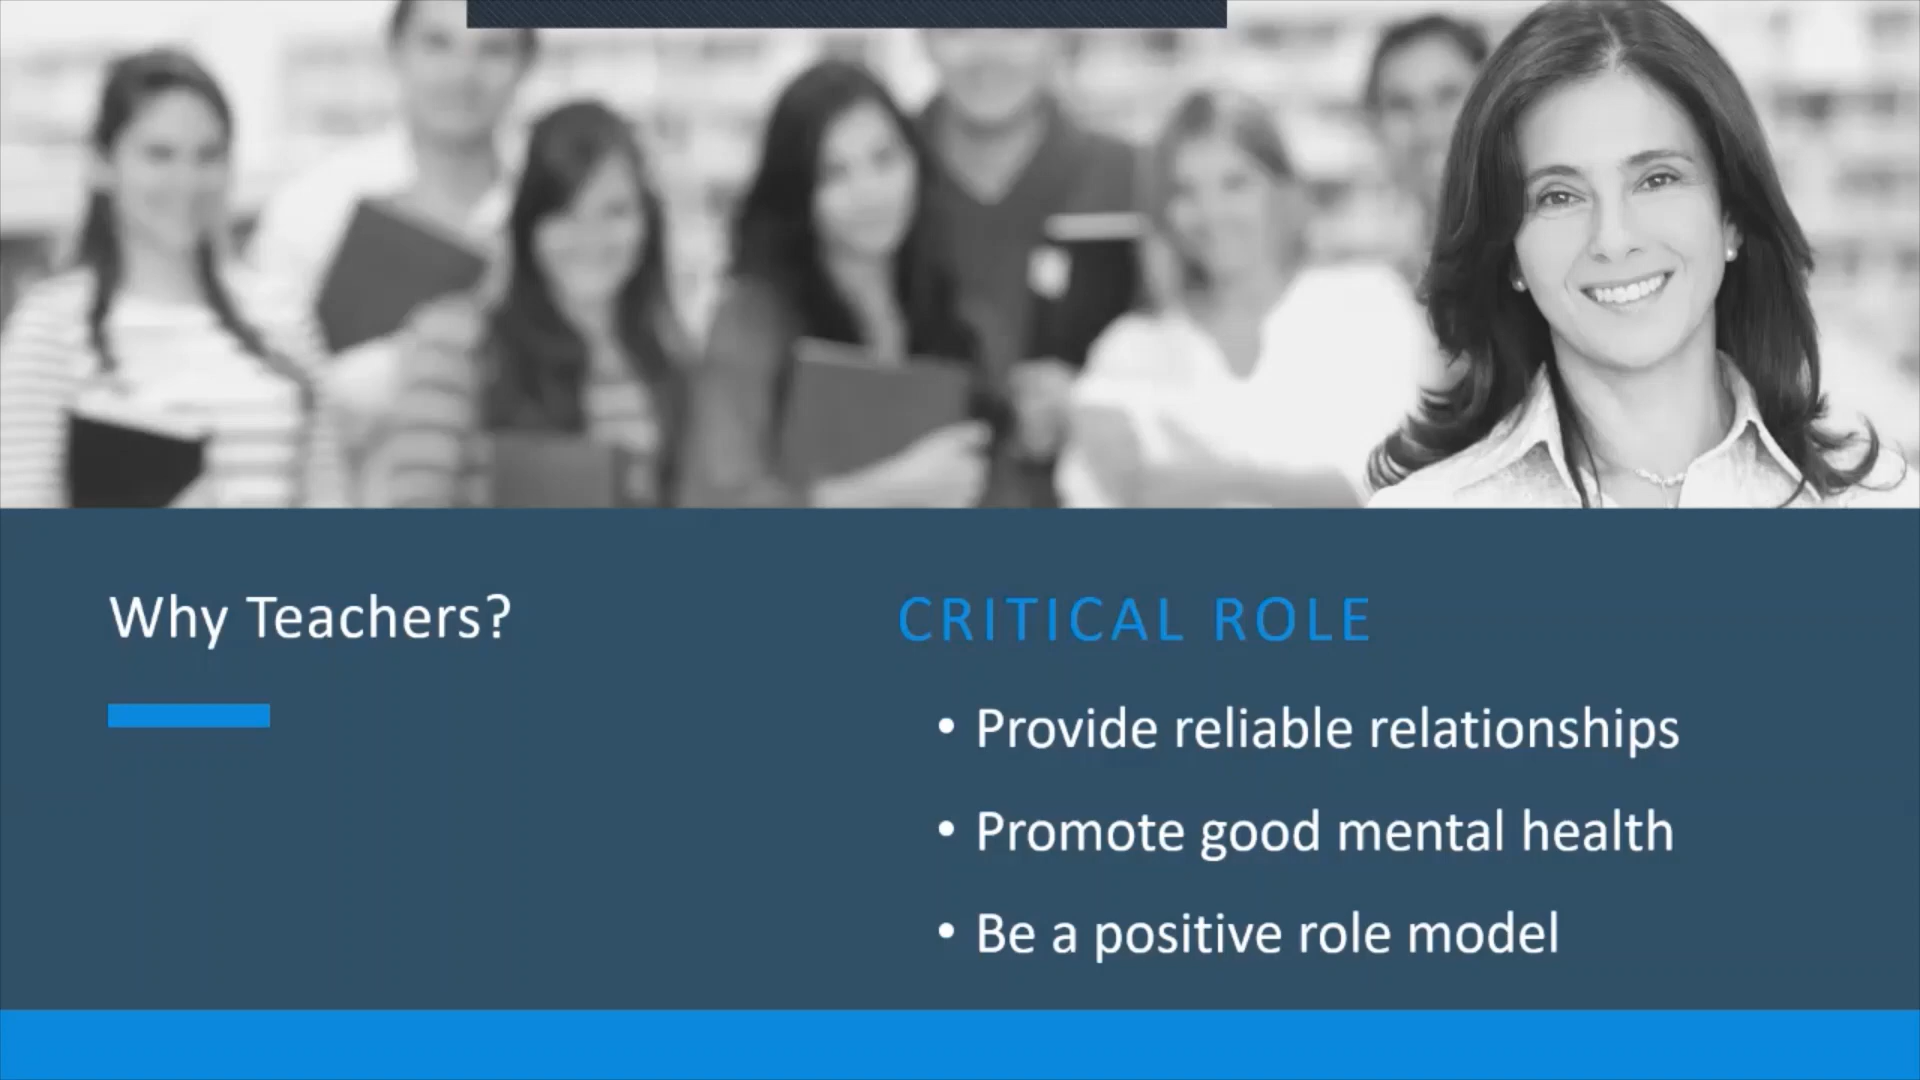 Why Teachers?
CRITICAL ROLE
• Provide reliable relationships
• Promote good mental health
• Be a positive role model